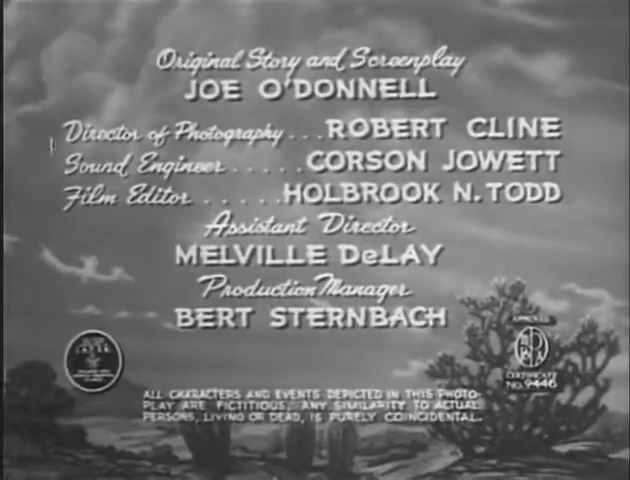 Original Story and Screenplay
JOE O'DONNELL
Director of Photography . . . ROBERT CLINE
Sound Engineer . . . . . CORSON JOWETT
Film Editor . . . . . HOLBROOK N. TODD
Assistant Director
MELVILLE DeLAY
Production Manager
BERT STERNBACH
APPROVED
MPPDA
CERTIFICATE
NO. 9446
I.A.T.S.E.
ALL CHARACTERS AND EVENTS DEPICTED IN THIS PHOTO-
PLAY ARE FICTITIOUS. ANY SIMILARITY TO ACTUAL
PERSONS, LIVING OR DEAD, IS PURELY COINCIDENTAL.